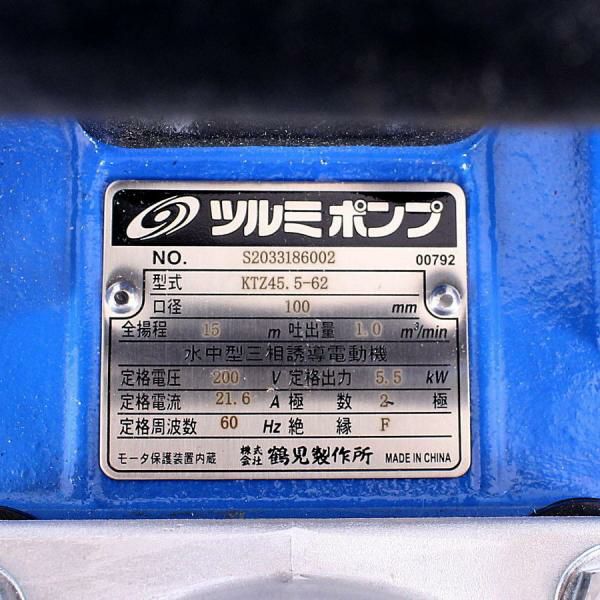 ツルミポンプ
NO. S2033186002 00792
型式 KTZ45.5-62
口径 100 mm
全揚程 15 m 吐出量 1.0 m³/min
水中型三相誘導電動機
定格電圧 200 V 定格出力 5.5 kW
定格電流 21.6 A 極数 2~ 極
定格周波数 60 Hz 絶縁 F
モータ保護装置内蔵 株式会社 鶴見製作所 MADE IN CHINA